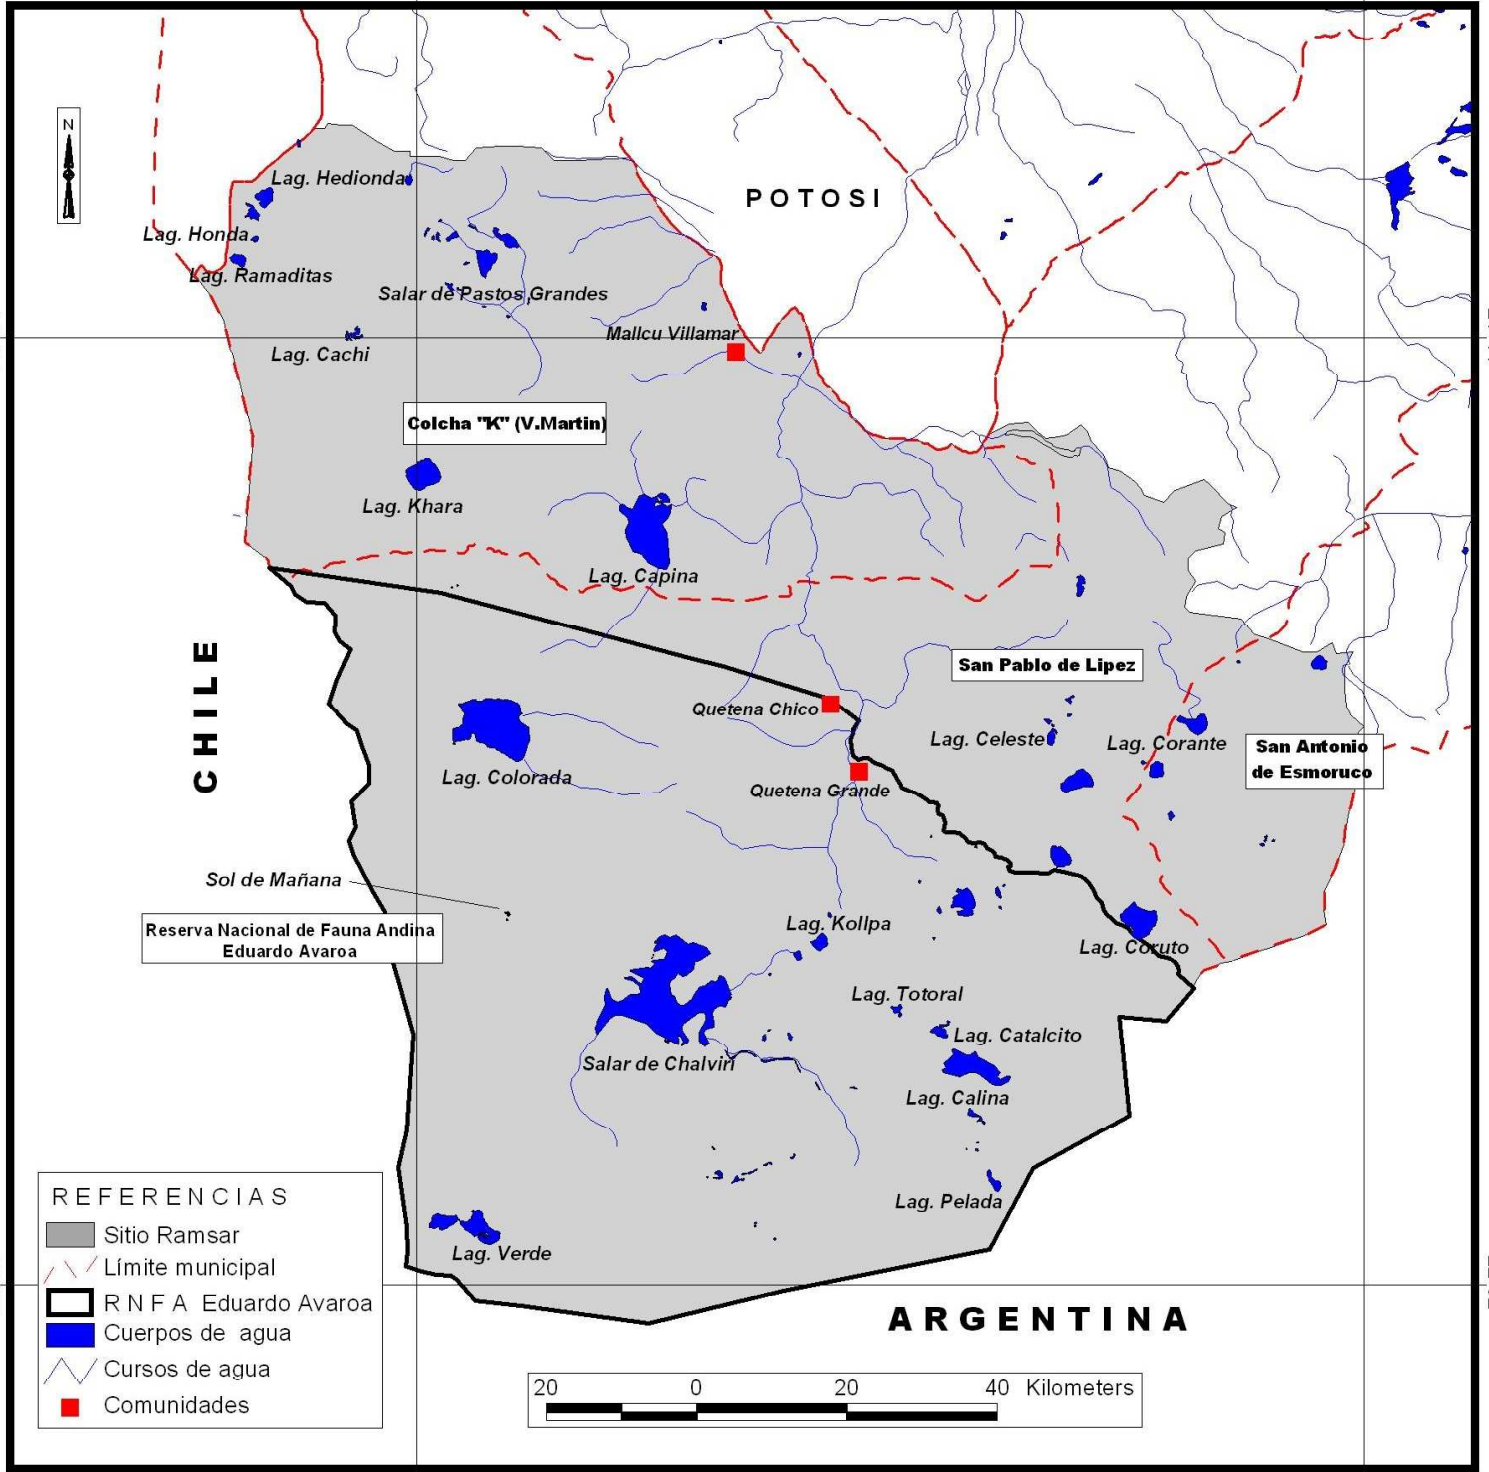 N
Lag. Hedionda
POTOSI
Lag. Honda
Lag. Ramaditas
Salar de Pastos Grandes
Mallcu Villamar
Lag. Cachi
Colcha "K" (V.Martin)
Lag. Khara
Lag. Capina
CHILE
San Pablo de Lipez
Quetena Chico
Lag. Celeste
Lag. Corante
San Antonio
de Esmoruco
Lag. Colorada
Quetena Grande
Sol de Mañana
Reserva Nacional de Fauna Andina
Eduardo Avaroa
Lag. Kollpa
Lag. Coruto
Lag. Totoral
Lag. Catalcito
Salar de Chalviri
Lag. Calina
Lag. Pelada
Lag. Verde
REFERENCIAS
Sitio Ramsar
Límite municipal
R N F A Eduardo Avaroa
Cuerpos de agua
Cursos de agua
Comunidades
ARGENTINA
20 0 20 40 Kilometers